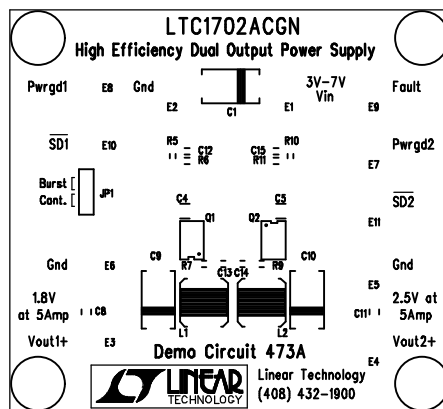 LTC1702ACGN
High Efficiency Dual Output Power Supply
Pwrgd1 E8 Gnd C1 3V-7V Vin Fault
E2 E1 E9
R5 C12 C15 R10 Pwrgd2
SD1 E10 R6 R11 E7
Burst
Cont. JP1 C4 C5 SD2
Q1 Q2 E11
C9 C10
Gnd E6 R7 C13 C14 R9 Gnd
E5
1.8V at 5Amp C8 C11 2.5V at 5Amp
L1 L2
Vout1+ E3 Vout2+
Demo Circuit 473A E4
LINEAR TECHNOLOGY
Linear Technology
(408) 432-1900